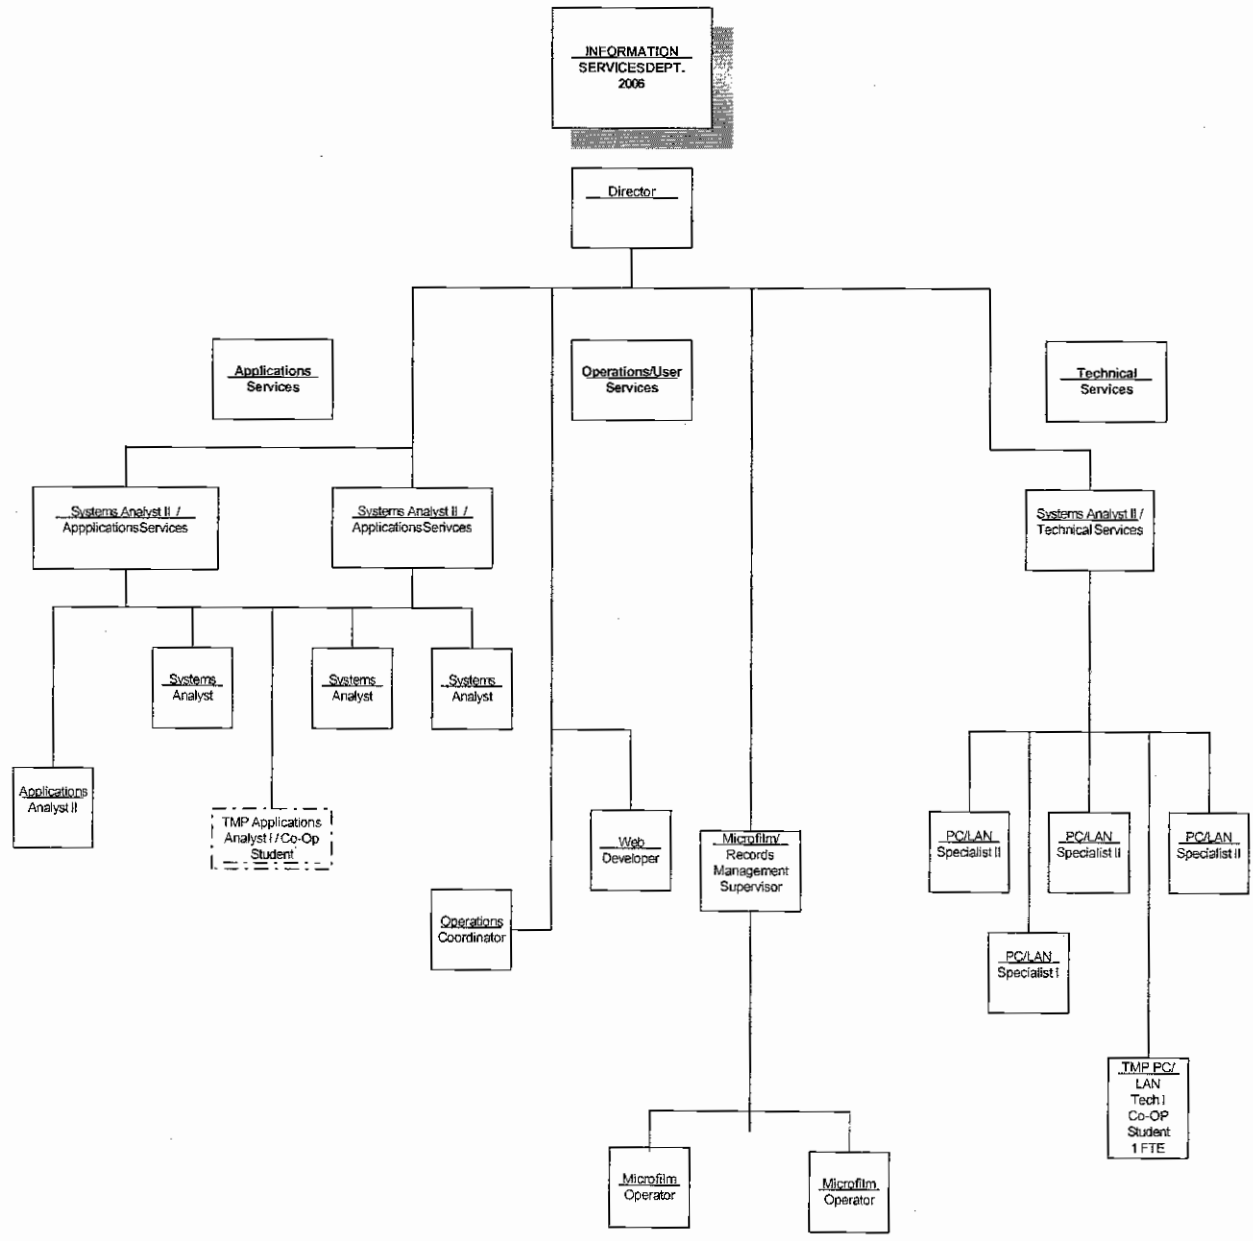 INFORMATION
SERVICESDEPT.
2006
Director
Applications
Services
Operations/User
Services
Technical
Services
Systems Analyst II /
AppplicationsServices
Systems Analyst II /
ApplicationsSerivces
Systems Analyst II /
Technical Services
Systems
Analyst
Systems
Analyst
Systems
Analyst
Applications
Analyst II
TMP Applications
Analyst I / Co-Op
Student
Web
Developer
Microfilm/
Records
Management
Supervisor
PC/LAN
Specialist II
PC/LAN
Specialist II
PC/LAN
Specialist II
Operations
Coordinator
PC/LAN
Specialist I
TMP PC/
LAN
Tech I
Co-OP
Student
1 FTE
Microfilm
Operator
Microfilm
Operator